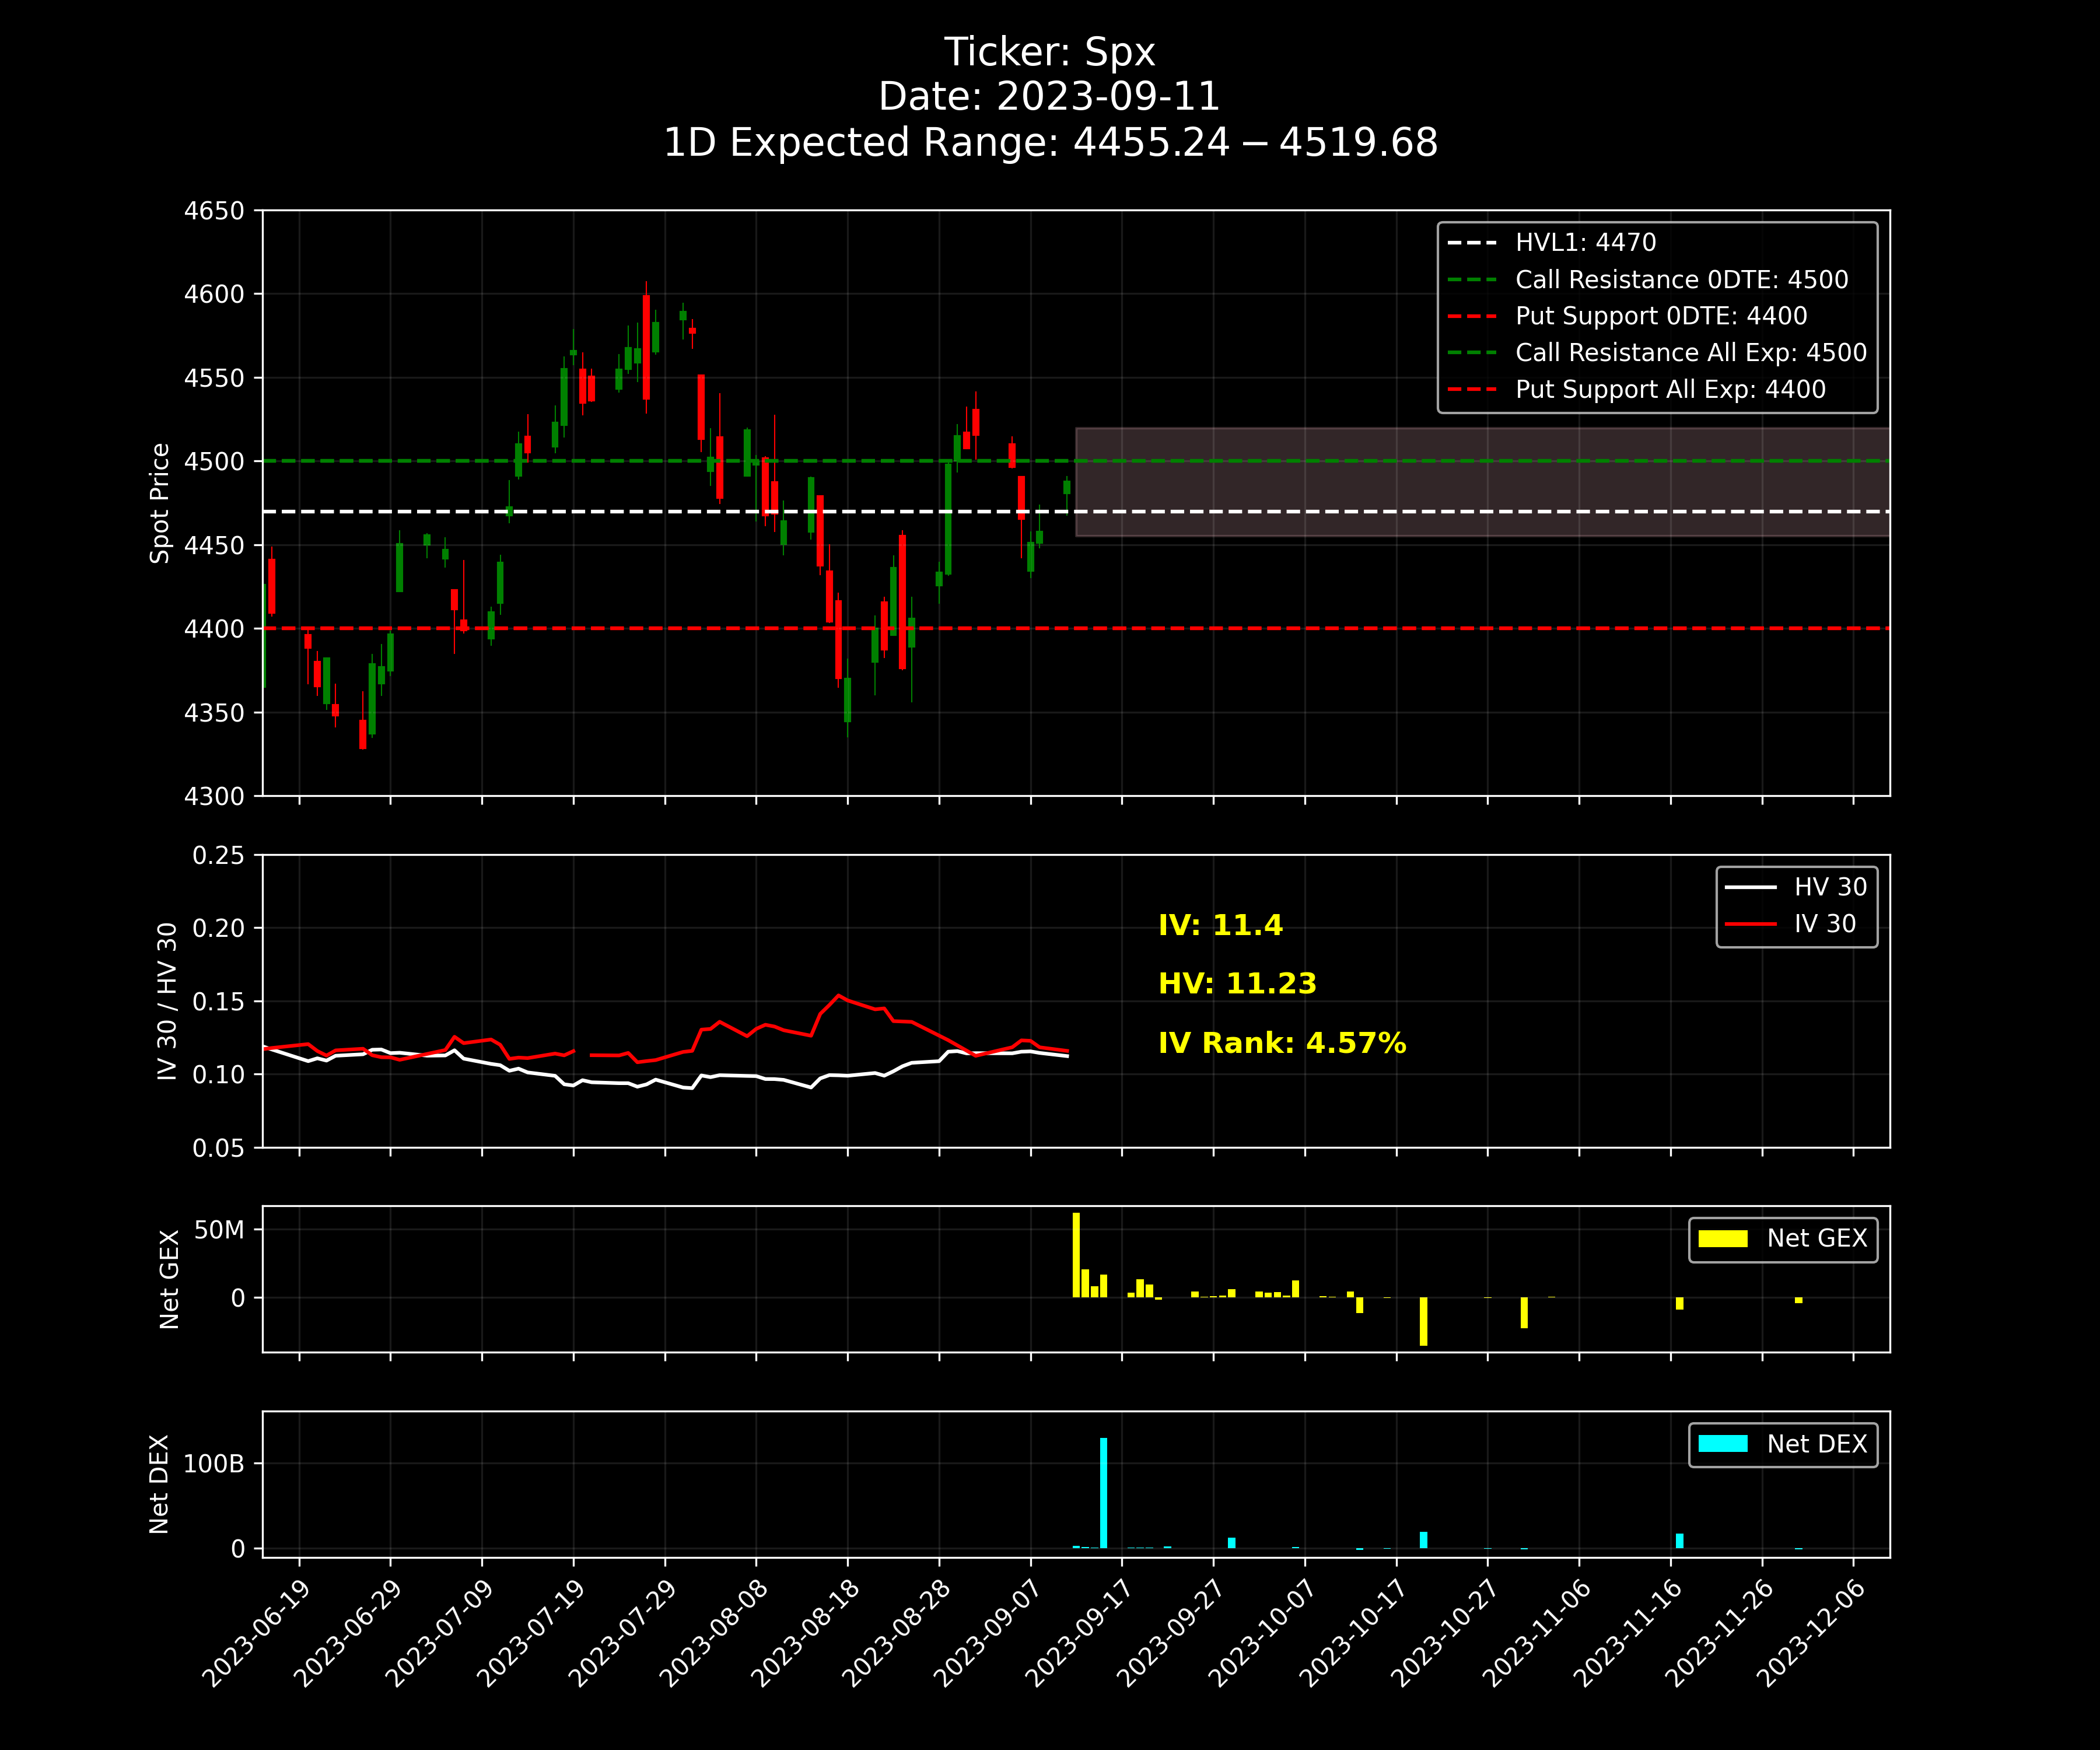 Ticker: Spx
Date: 2023-09-11
1D Expected Range: 4455.24 − 4519.68
Spot Price
4650
4600
4550
4500
4450
4400
4350
4300
HVL1: 4470
Call Resistance 0DTE: 4500
Put Support 0DTE: 4400
Call Resistance All Exp: 4500
Put Support All Exp: 4400
IV 30 / HV 30
0.25
0.20
0.15
0.10
0.05
IV: 11.4
HV: 11.23
IV Rank: 4.57%
HV 30
IV 30
Net GEX
50M
0
Net GEX
Net DEX
100B
0
Net DEX
2023-06-19
2023-06-29
2023-07-09
2023-07-19
2023-07-29
2023-08-08
2023-08-18
2023-08-28
2023-09-07
2023-09-17
2023-09-27
2023-10-07
2023-10-17
2023-10-27
2023-11-06
2023-11-16
2023-11-26
2023-12-06